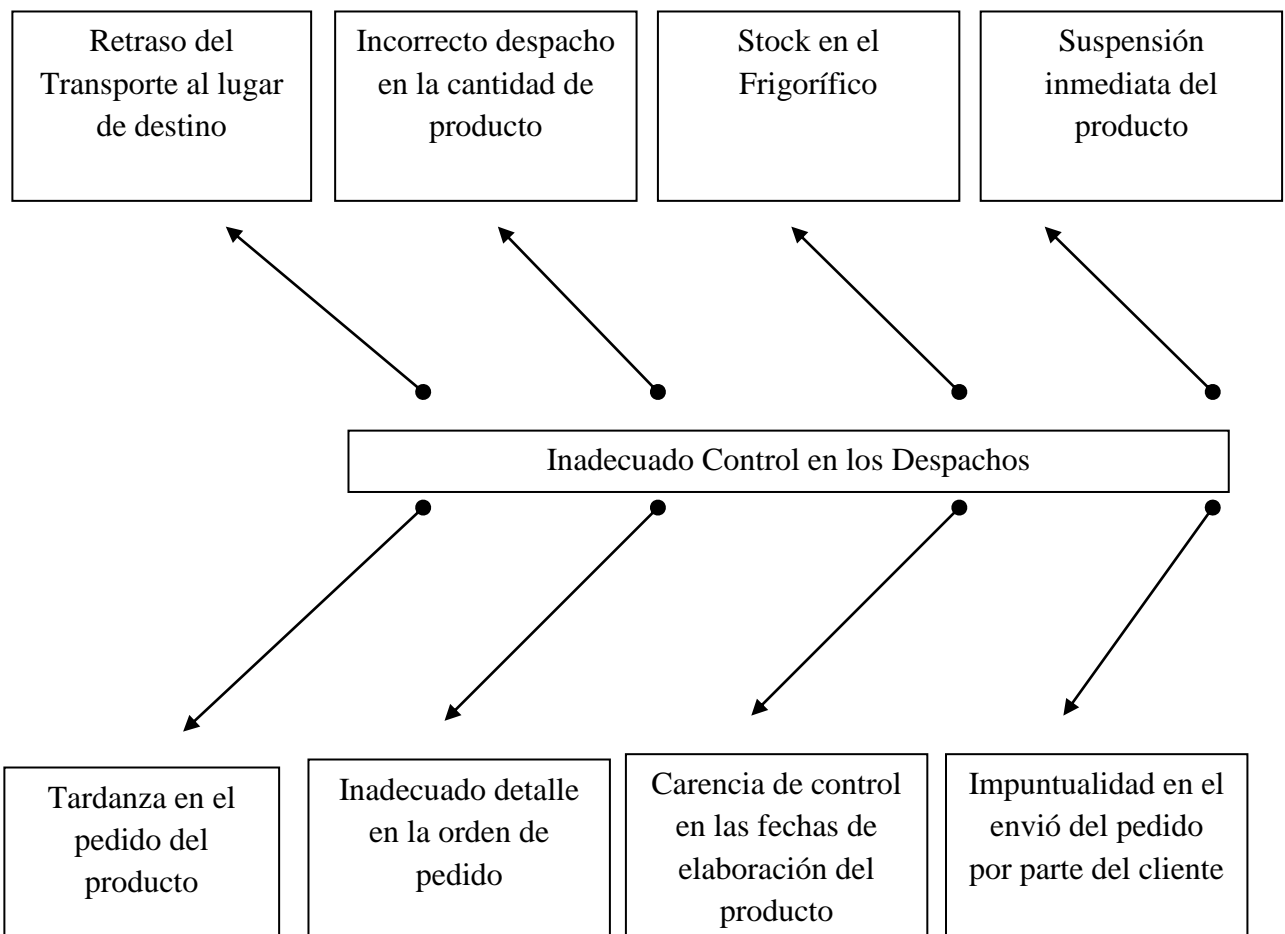 Retraso del
Transporte al lugar
de destino
Incorrecto despacho
en la cantidad de
producto
Stock en el
Frigorífico
Suspensión
inmediata del
producto
Inadecuado Control en los Despachos
Tardanza en el
pedido del
producto
Inadecuado detalle
en la orden de
pedido
Carencia de control
en las fechas de
elaboración del
producto
Impuntualidad en el
envió del pedido
por parte del cliente